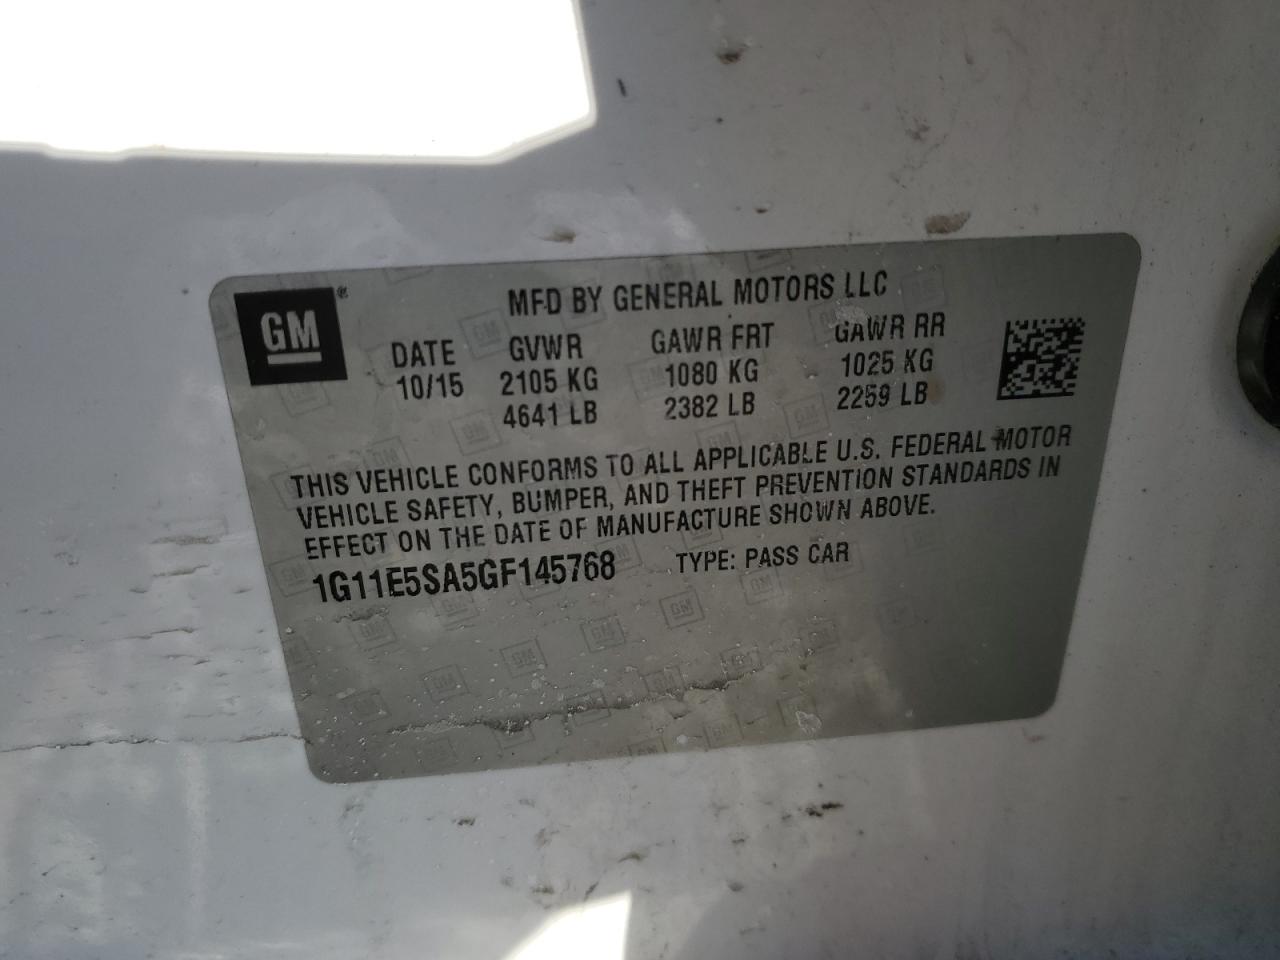 GM®
MFD BY GENERAL MOTORS LLC
DATE GVWR GAWR FRT GAWR RR
10/15 2105 KG 1080 KG 1025 KG
4641 LB 2382 LB 2259 LB
THIS VEHICLE CONFORMS TO ALL APPLICABLE U.S. FEDERAL MOTOR
VEHICLE SAFETY, BUMPER, AND THEFT PREVENTION STANDARDS IN
EFFECT ON THE DATE OF MANUFACTURE SHOWN ABOVE.
1G11E5SA5GF145768 TYPE: PASS CAR